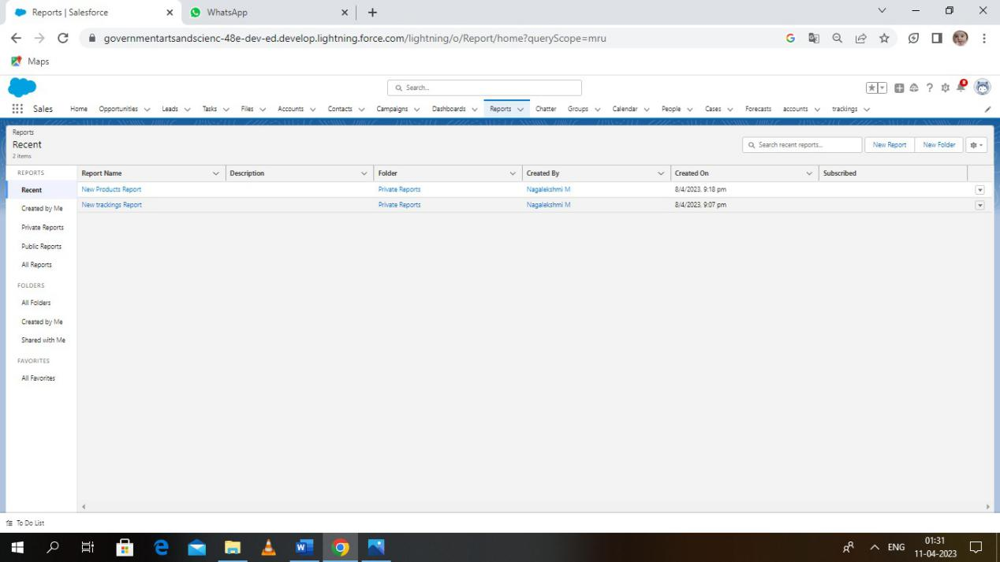 Reports | Salesforce
WhatsApp
governmentartsandscienc-48e-dev-ed.develop.lightning.force.com/lightning/o/Report/home?queryScope=mru
Maps
Search...
8
Sales Home Opportunities Leads Tasks Files Accounts Contacts Campaigns Dashboards Reports Chatter Groups Calendar People Cases Forecasts accounts trackings
Reports
Recent
2 items
Search recent reports...
New Report
New Folder
REPORTS
Report Name Description Folder Created By Created On Subscribed
Recent
New Products Report Private Reports Nagalekshmi M 8/4/2023, 9:18 pm
New trackings Report Private Reports Nagalekshmi M 8/4/2023, 9:07 pm
Created by Me
Private Reports
Public Reports
All Reports
FOLDERS
All Folders
Created by Me
Shared with Me
FAVORITES
All Favorites
To Do List
ENG
01:31
11-04-2023